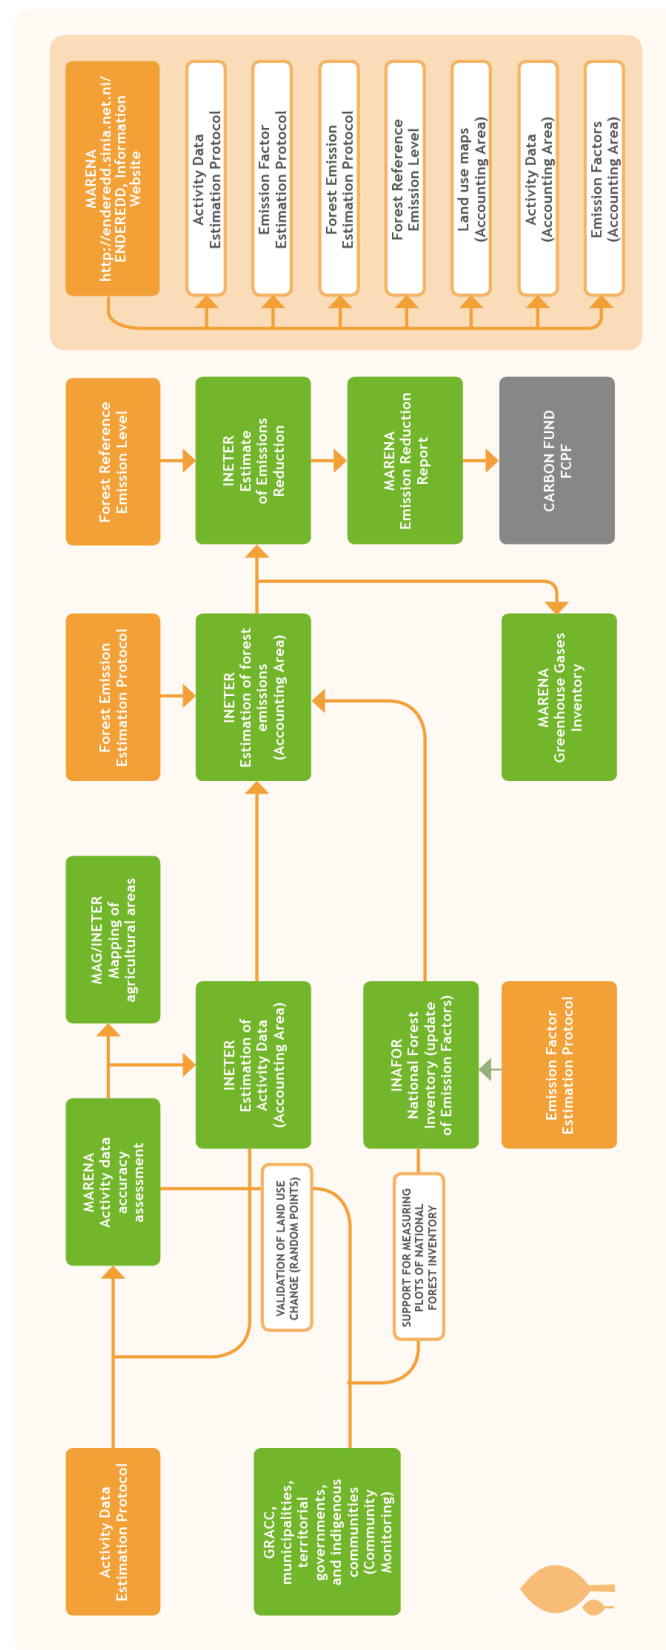 Activity Data
Estimation Protocol
GRACC,
municipalities,
territorial
governments,
and indigenous
communities
(Community
Monitoring)
MARENA
Activity data
accuracy
assessment
VALIDATION OF LAND USE
CHANGE (RANDOM POINTS)
SUPPORT FOR MEASURING
PLOTS OF NATIONAL
FOREST INVENTORY
MAG/INETER
Mapping of
agricultural areas
INETER
Estimation of
Activity Data
(Accounting Area)
INAFOR
National Forest
Inventory (update
of Emission Factors)
Emission Factor
Estimation Protocol
Forest Emission
Estimation Protocol
INETER
Estimation of forest
emissions
(Accounting Area)
MARENA
Greenhouse Gases
Inventory
Forest Reference
Emission Level
INETER
Estimate
of Emissions
Reduction
MARENA
Emission Reduction
Report
CARBON FUND
FCPF
MARENA
http://enderedd.sinia.net.ni/
ENDEREDD, Information
Website
Activity Data
Estimation Protocol
Emission Factor
Estimation Protocol
Forest Emission
Estimation Protocol
Forest Reference
Emission Level
Land use maps
(Accounting Area)
Activity Data
(Accounting Area)
Emission Factors
(Accounting Area)